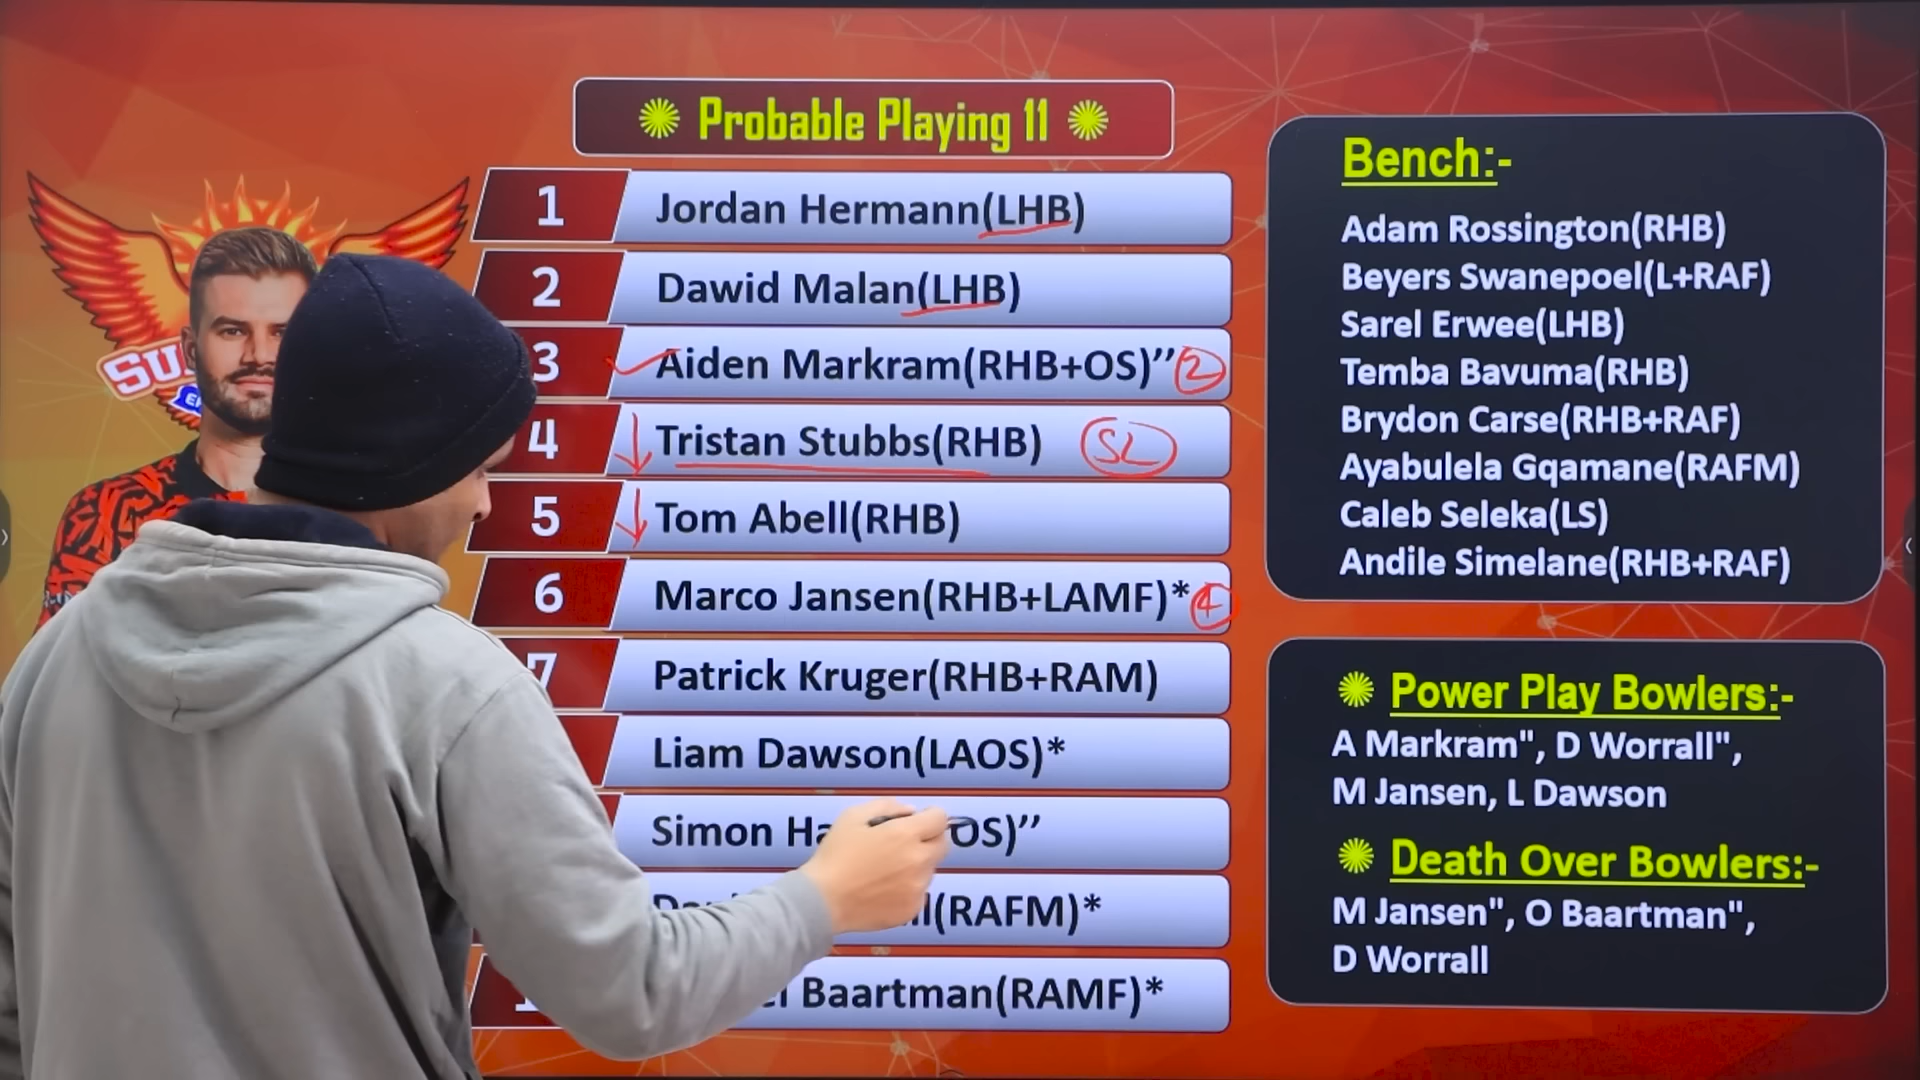 Probable Playing 11
1 Jordan Hermann(LHB)
2 Dawid Malan(LHB)
3 Aiden Markram(RHB+OS)’’ 2
4 Tristan Stubbs(RHB) SL
5 Tom Abell(RHB)
6 Marco Jansen(RHB+LAMF)* 4
7 Patrick Kruger(RHB+RAM)
Liam Dawson(LAOS)*
Simon OS)’’
(RAFM)*
Baartman(RAMF)*
SU
Bench:-
Adam Rossington(RHB)
Beyers Swanepoel(L+RAF)
Sarel Erwee(LHB)
Temba Bavuma(RHB)
Brydon Carse(RHB+RAF)
Ayabulela Gqamane(RAFM)
Caleb Seleka(LS)
Andile Simelane(RHB+RAF)
Power Play Bowlers:-
A Markram", D Worrall",
M Jansen, L Dawson
Death Over Bowlers:-
M Jansen", O Baartman",
D Worrall